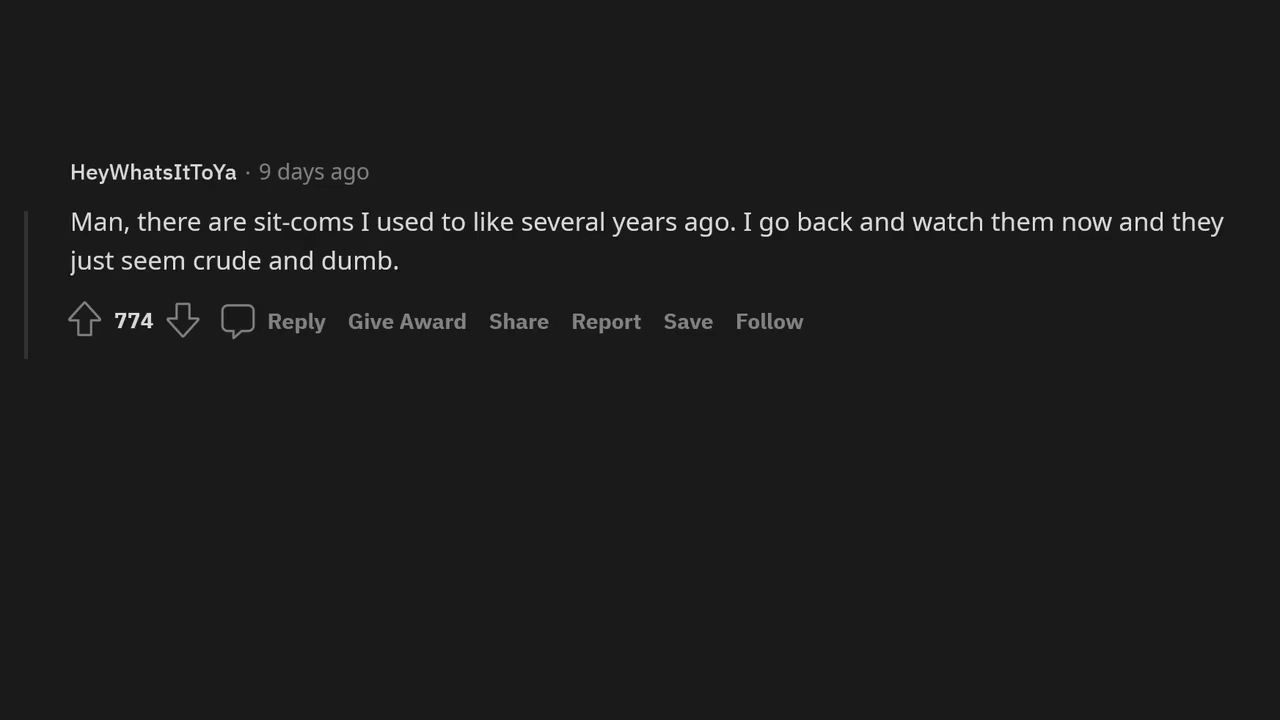 HeyWhatsItToYa · 9 days ago
Man, there are sit-coms I used to like several years ago. I go back and watch them now and they
just seem crude and dumb.
774 Reply Give Award Share Report Save Follow